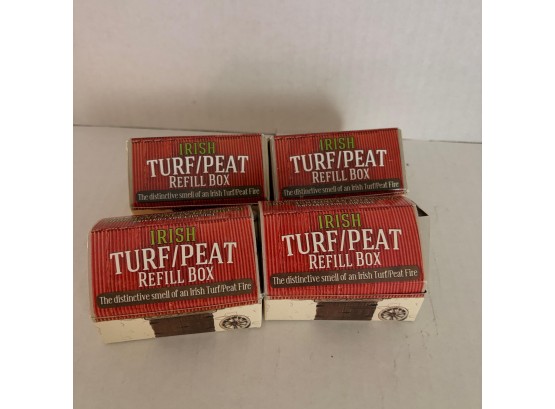 IRISH
TURF/PEAT
REFILL BOX
The distinctive smell of an Irish Turf/Peat Fire
IRISH
TURF/PEAT
REFILL BOX
The distinctive smell of an Irish Turf/Peat Fire
IRISH
TURF/PEAT
REFILL BOX
The distinctive smell of an Irish Turf/Peat Fire
IRISH
TURF/PEAT
REFILL BOX
The distinctive smell of an Irish Turf/Peat Fire